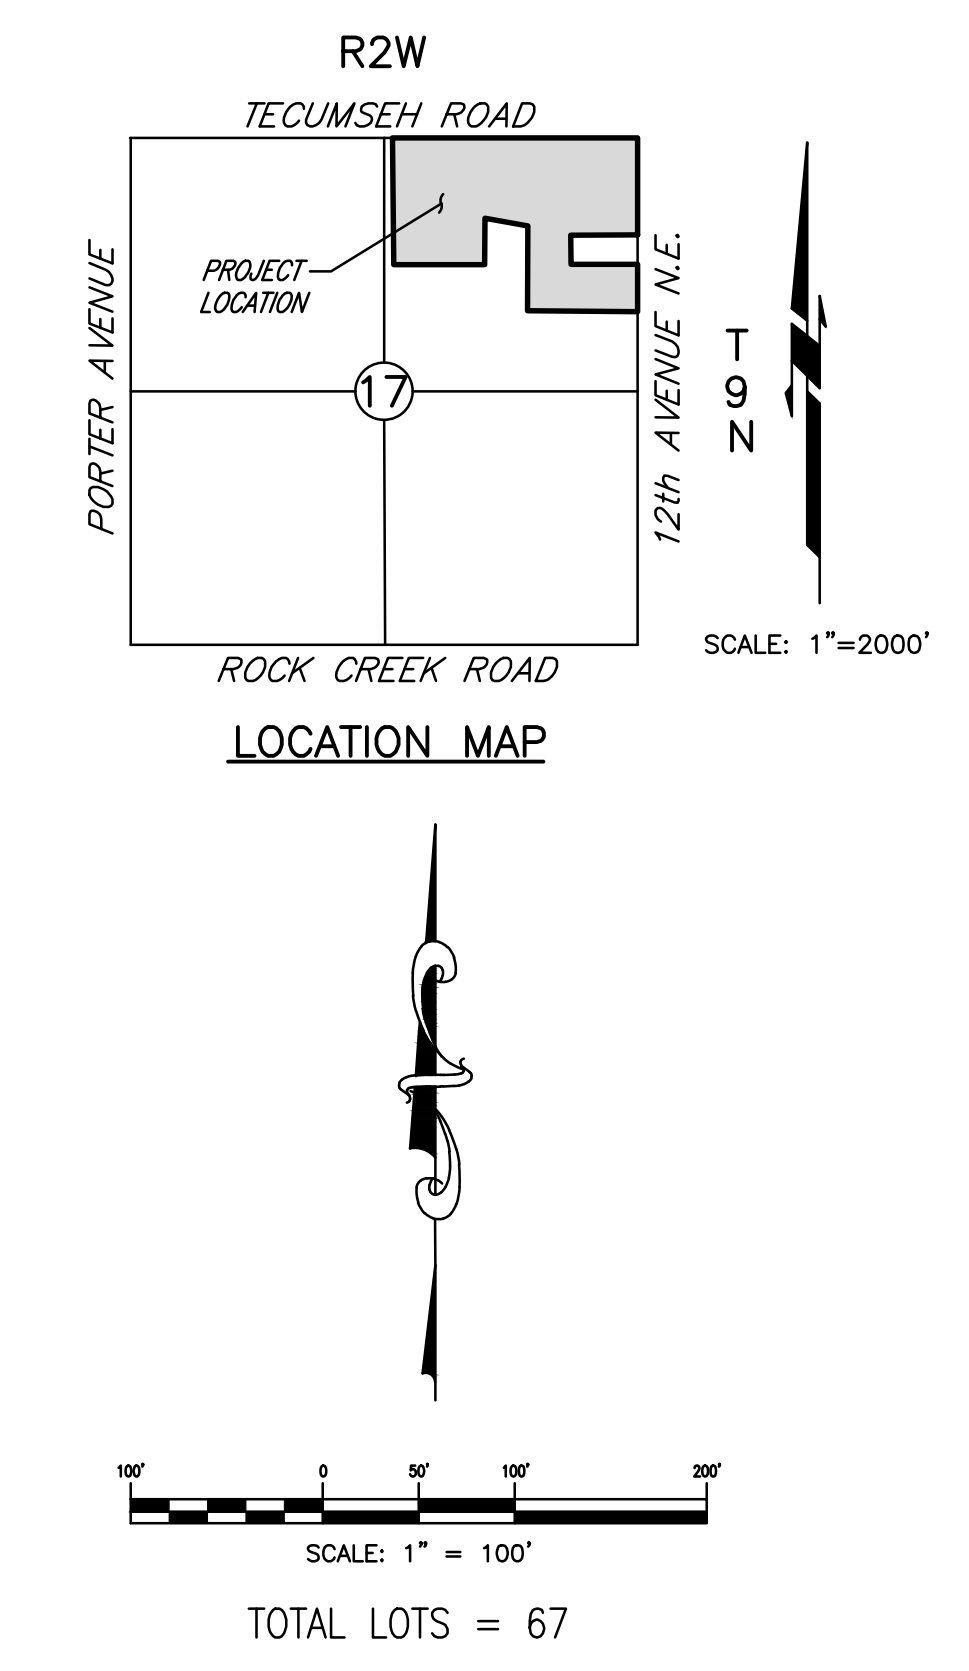 R2W
TECUMSEH ROAD
PORTER AVENUE
PROJECT
LOCATION
17
12th AVENUE N.E.
T
9
N
SCALE: 1"=2000'
ROCK CREEK ROAD
LOCATION MAP
100' 0 50' 100' 200'
SCALE: 1" = 100'
TOTAL LOTS = 67